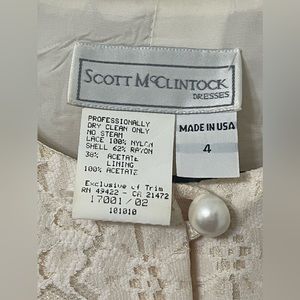 SCOTT McCLINTOCK
DRESSES
PROFESSIONALLY
DRY CLEAN ONLY
NO STEAM
LACE 100% NYLON
SHELL 62% RAYON
38% ACETATE
LINING
100% ACETATE
Exclusive of Trim
RN 49422 - CA 21472
17001/02
101010
MADE IN USA
4